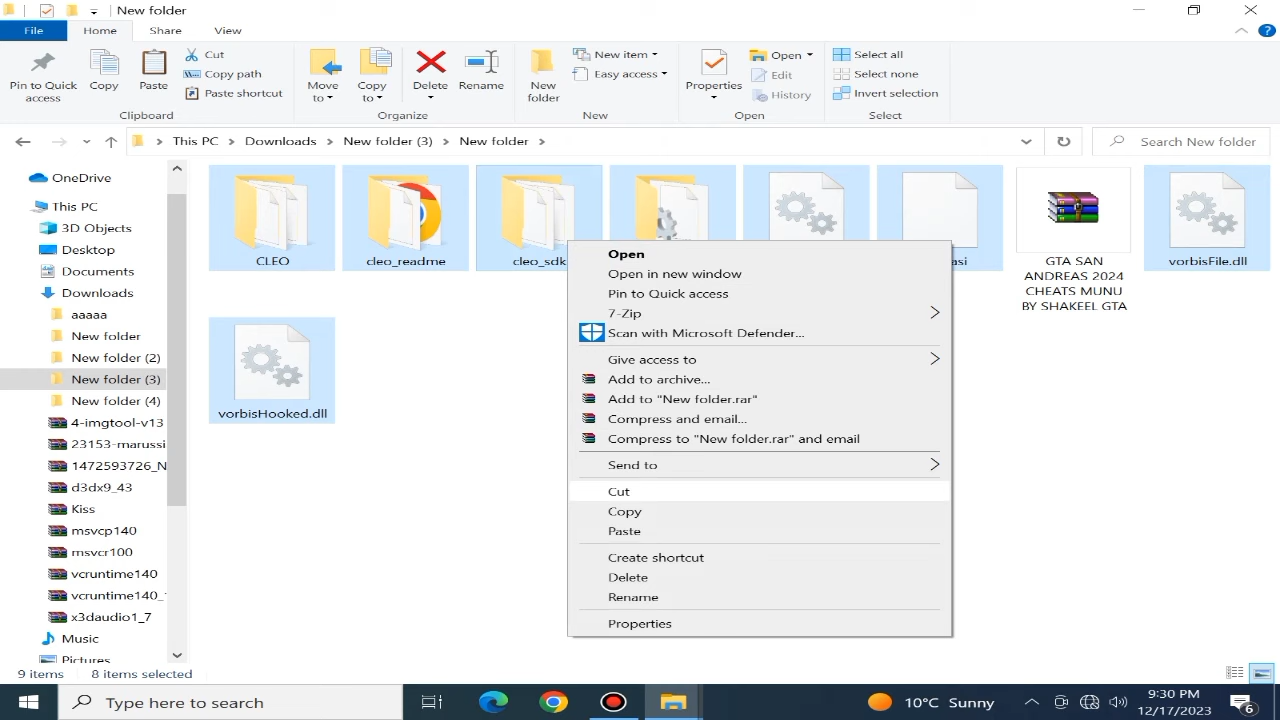 New folder
File
Home
Share
View
Pin to Quick
access
Copy
Paste
Cut
Copy path
Paste shortcut
Clipboard
Move
to
Copy
to
Delete
Rename
Organize
New
folder
New item
Easy access
New
Properties
Open
Edit
History
Open
Select all
Select none
Invert selection
Select
This PC
Downloads
New folder (3)
New folder
Search New folder
OneDrive
This PC
3D Objects
Desktop
Documents
Downloads
aaaaa
New folder
New folder (2)
New folder (3)
New folder (4)
4-imgtool-v13
23153-marussi
1472593726_N
d3dx9_43
Kiss
msvcp140
msvcr100
vcruntime140
vcruntime140_
x3daudio1_7
Music
Pictures
CLEO
cleo_readme
cleo_sdk
asi
GTA SAN
ANDREAS 2024
CHEATS MUNU
BY SHAKEEL GTA
vorbisFile.dll
vorbisHooked.dll
Open
Open in new window
Pin to Quick access
7-Zip
Scan with Microsoft Defender...
Give access to
Add to archive...
Add to "New folder.rar"
Compress and email...
Compress to "New folder.rar" and email
Send to
Cut
Copy
Paste
Create shortcut
Delete
Rename
Properties
9 items
8 items selected
Type here to search
10°C Sunny
9:30 PM
12/17/2023
6